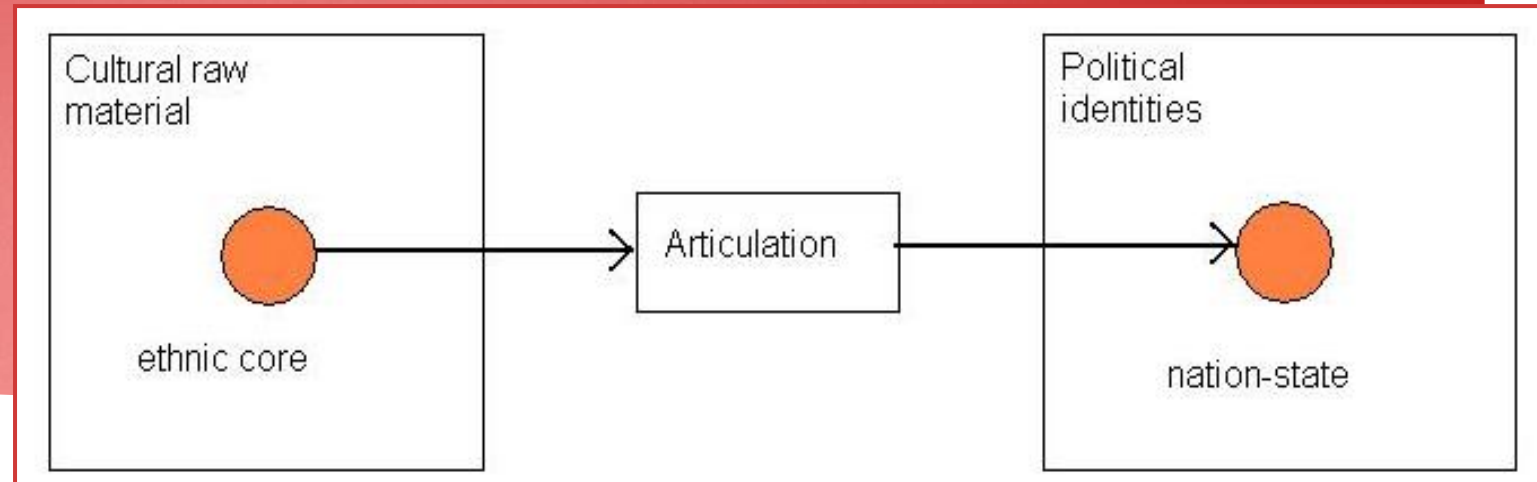 Cultural raw
material
ethnic core
Articulation
Political
identities
nation-state